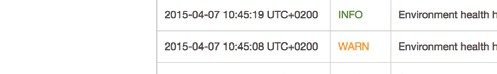 2015-04-07 10:45:19 UTC+0200 INFO Environment health
2015-04-07 10:45:08 UTC+0200 WARN Environment health